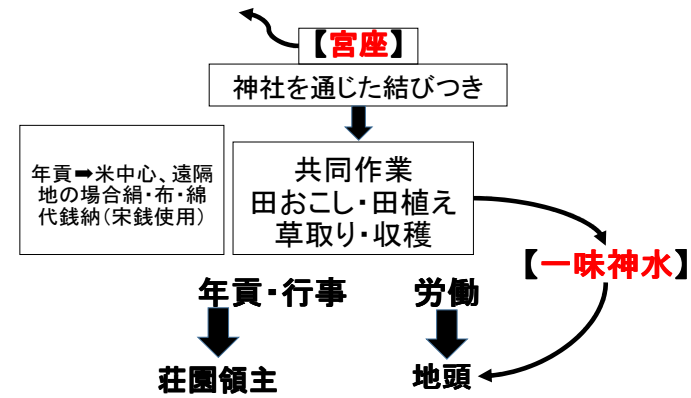 【宮座】
神社を通じた結びつき
年貢➡米中心、遠隔
地の場合絹・布・綿
代銭納(宋銭使用)
共同作業
田おこし・田植え
草取り・収穫
【一味神水】
年貢・行事
労働
荘園領主
地頭